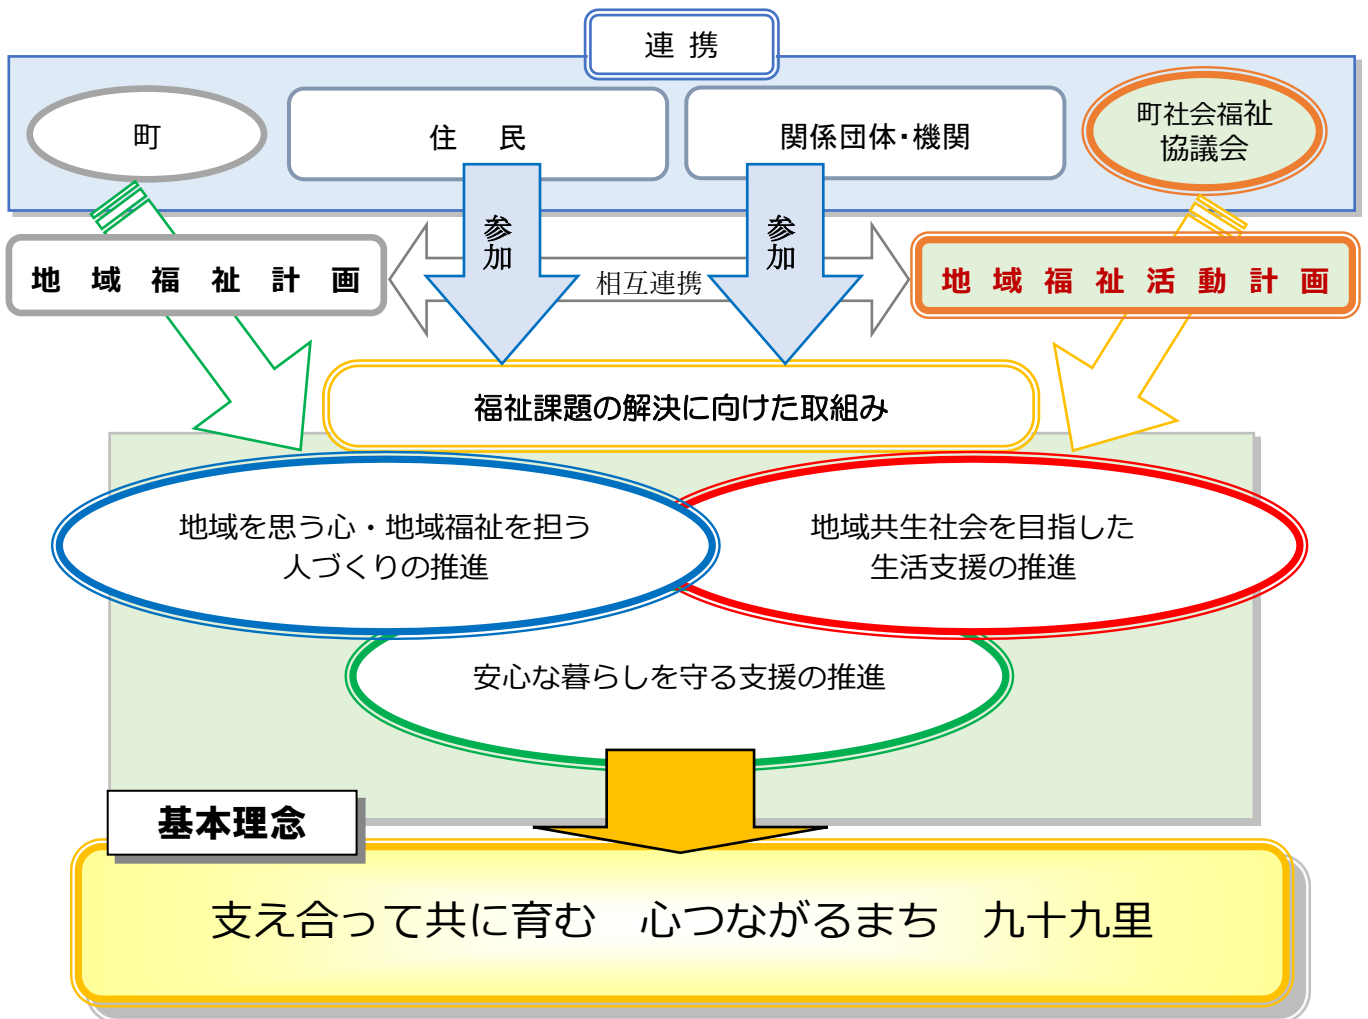 連 携
町
住 民
関係団体・機関
町社会福祉
協議会
参加
参加
相互連携
地 域 福 祉 計 画
地 域 福 祉 活 動 計 画
福祉課題の解決に向けた取組み
地域を思う心・地域福祉を担う
人づくりの推進
地域共生社会を目指した
生活支援の推進
安心な暮らしを守る支援の推進
基本理念
支え合って共に育む　心つながるまち　九十九里